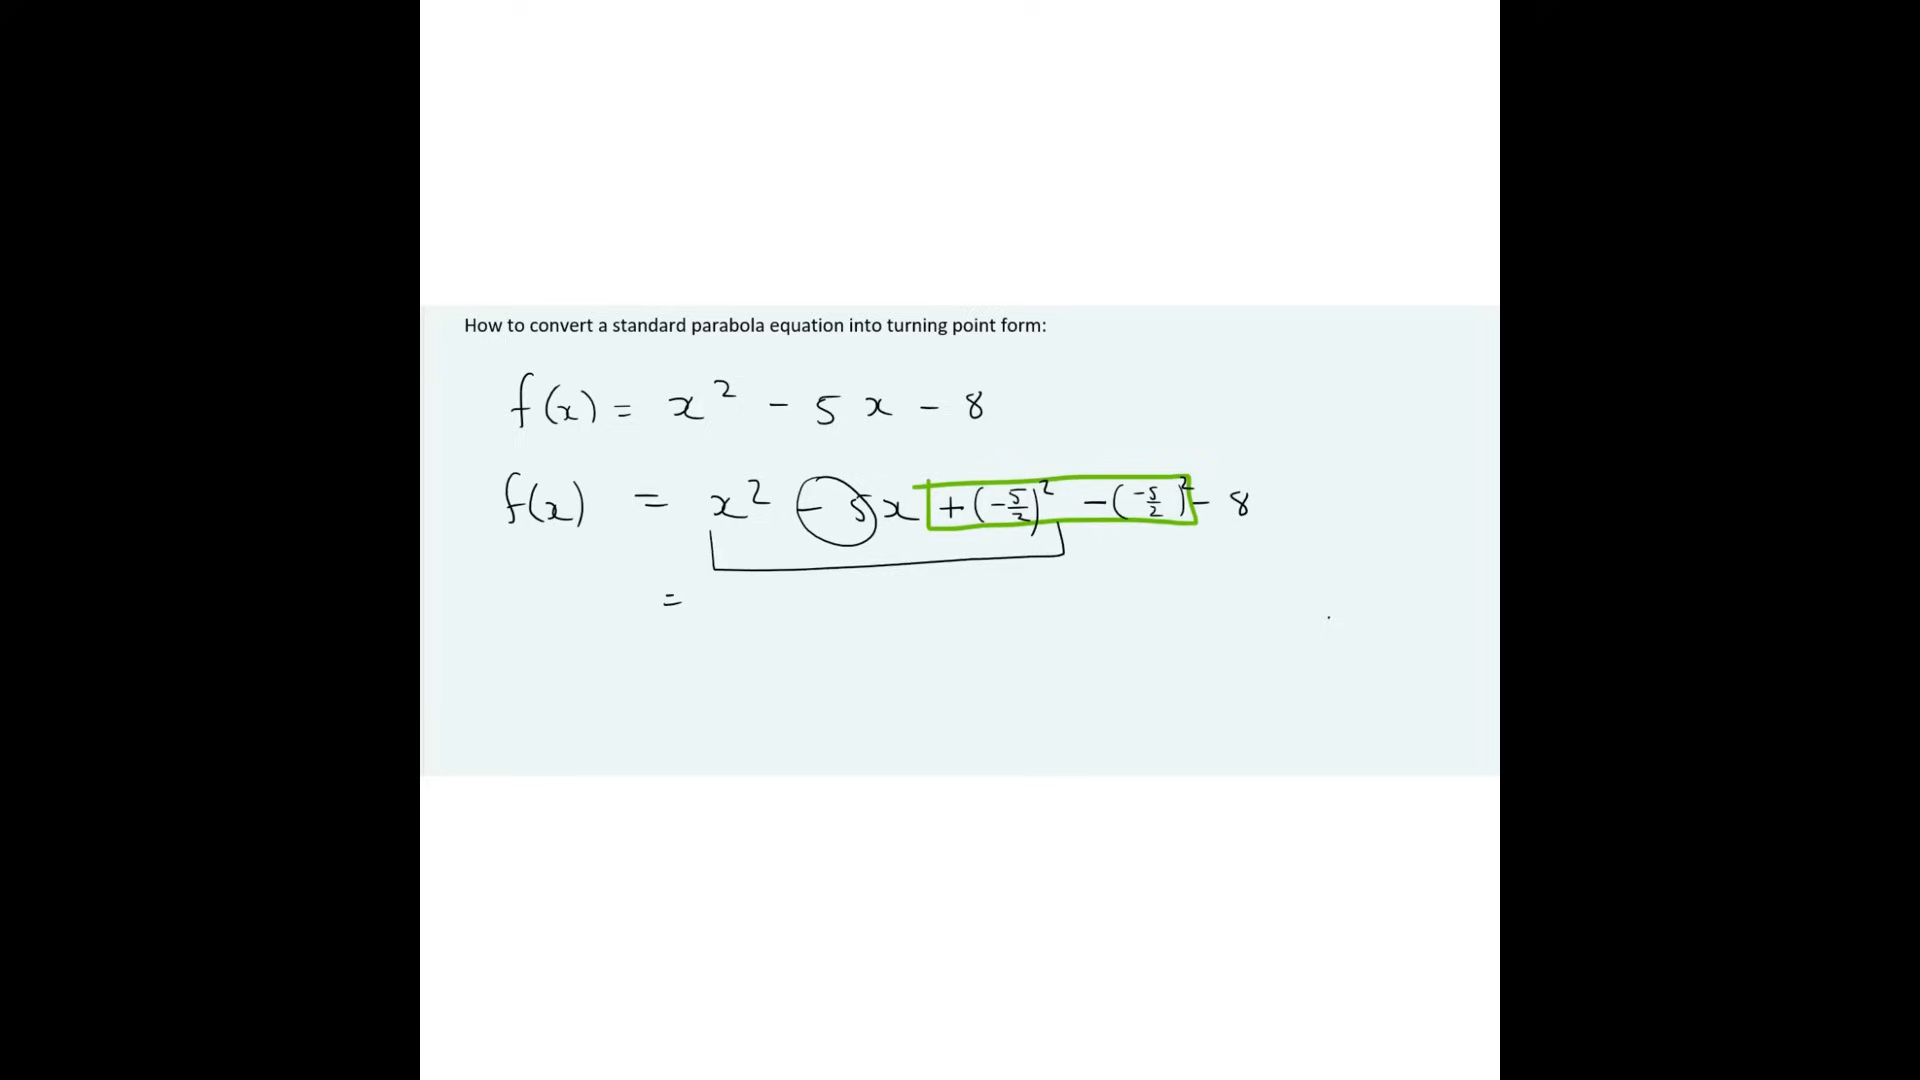 How to convert a standard parabola equation into turning point form:
f(x) = x² - 5x - 8
f(x) = x² - 5x + (-5/2)² - (-5/2)² - 8
=